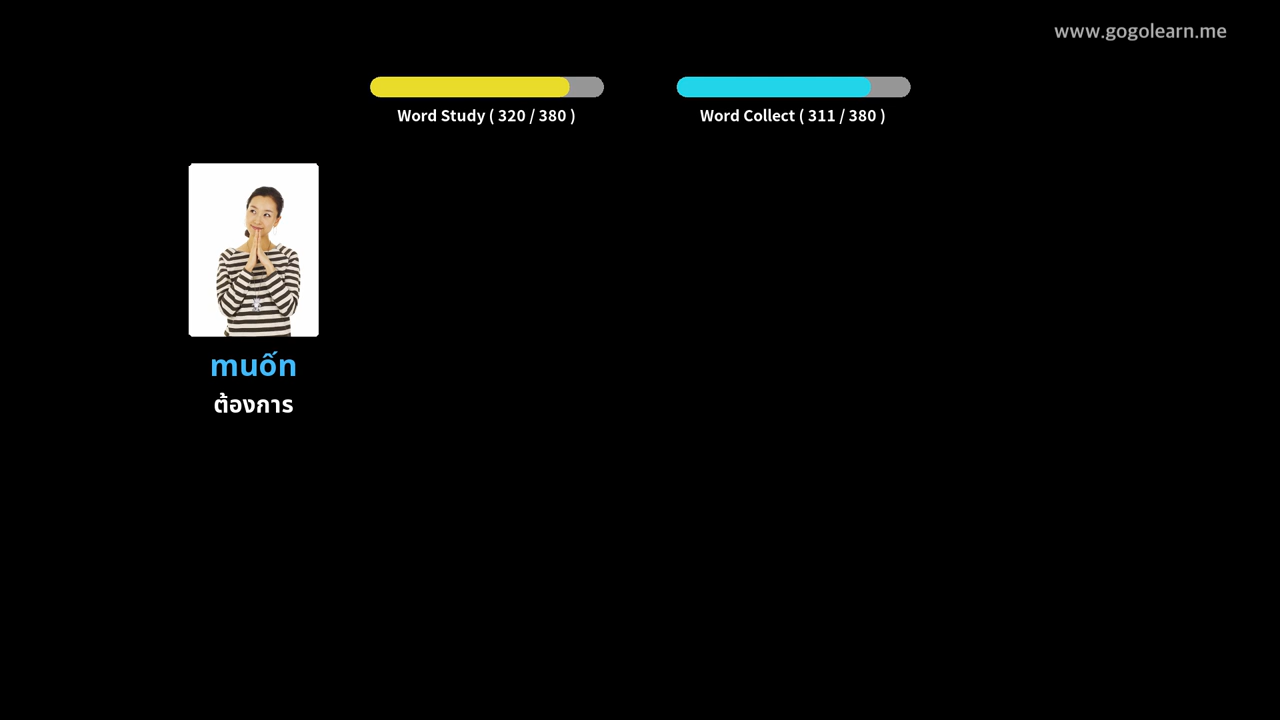 www.gogolearn.me
Word Study ( 320 / 380 )
Word Collect ( 311 / 380 )
muốn
ต้องการ